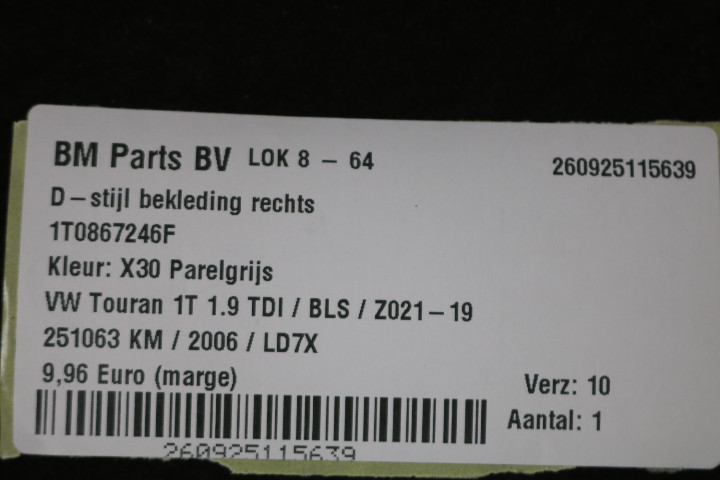 BM Parts BV LOK 8 - 64 260925115639
D-stijl bekleding rechts
1T0867246F
Kleur: X30 Parelgrijs
VW Touran 1T 1.9 TDI / BLS / Z021-19
251063 KM / 2006 / LD7X
9,96 Euro (marge) Verz: 10
Aantal: 1
260925115639